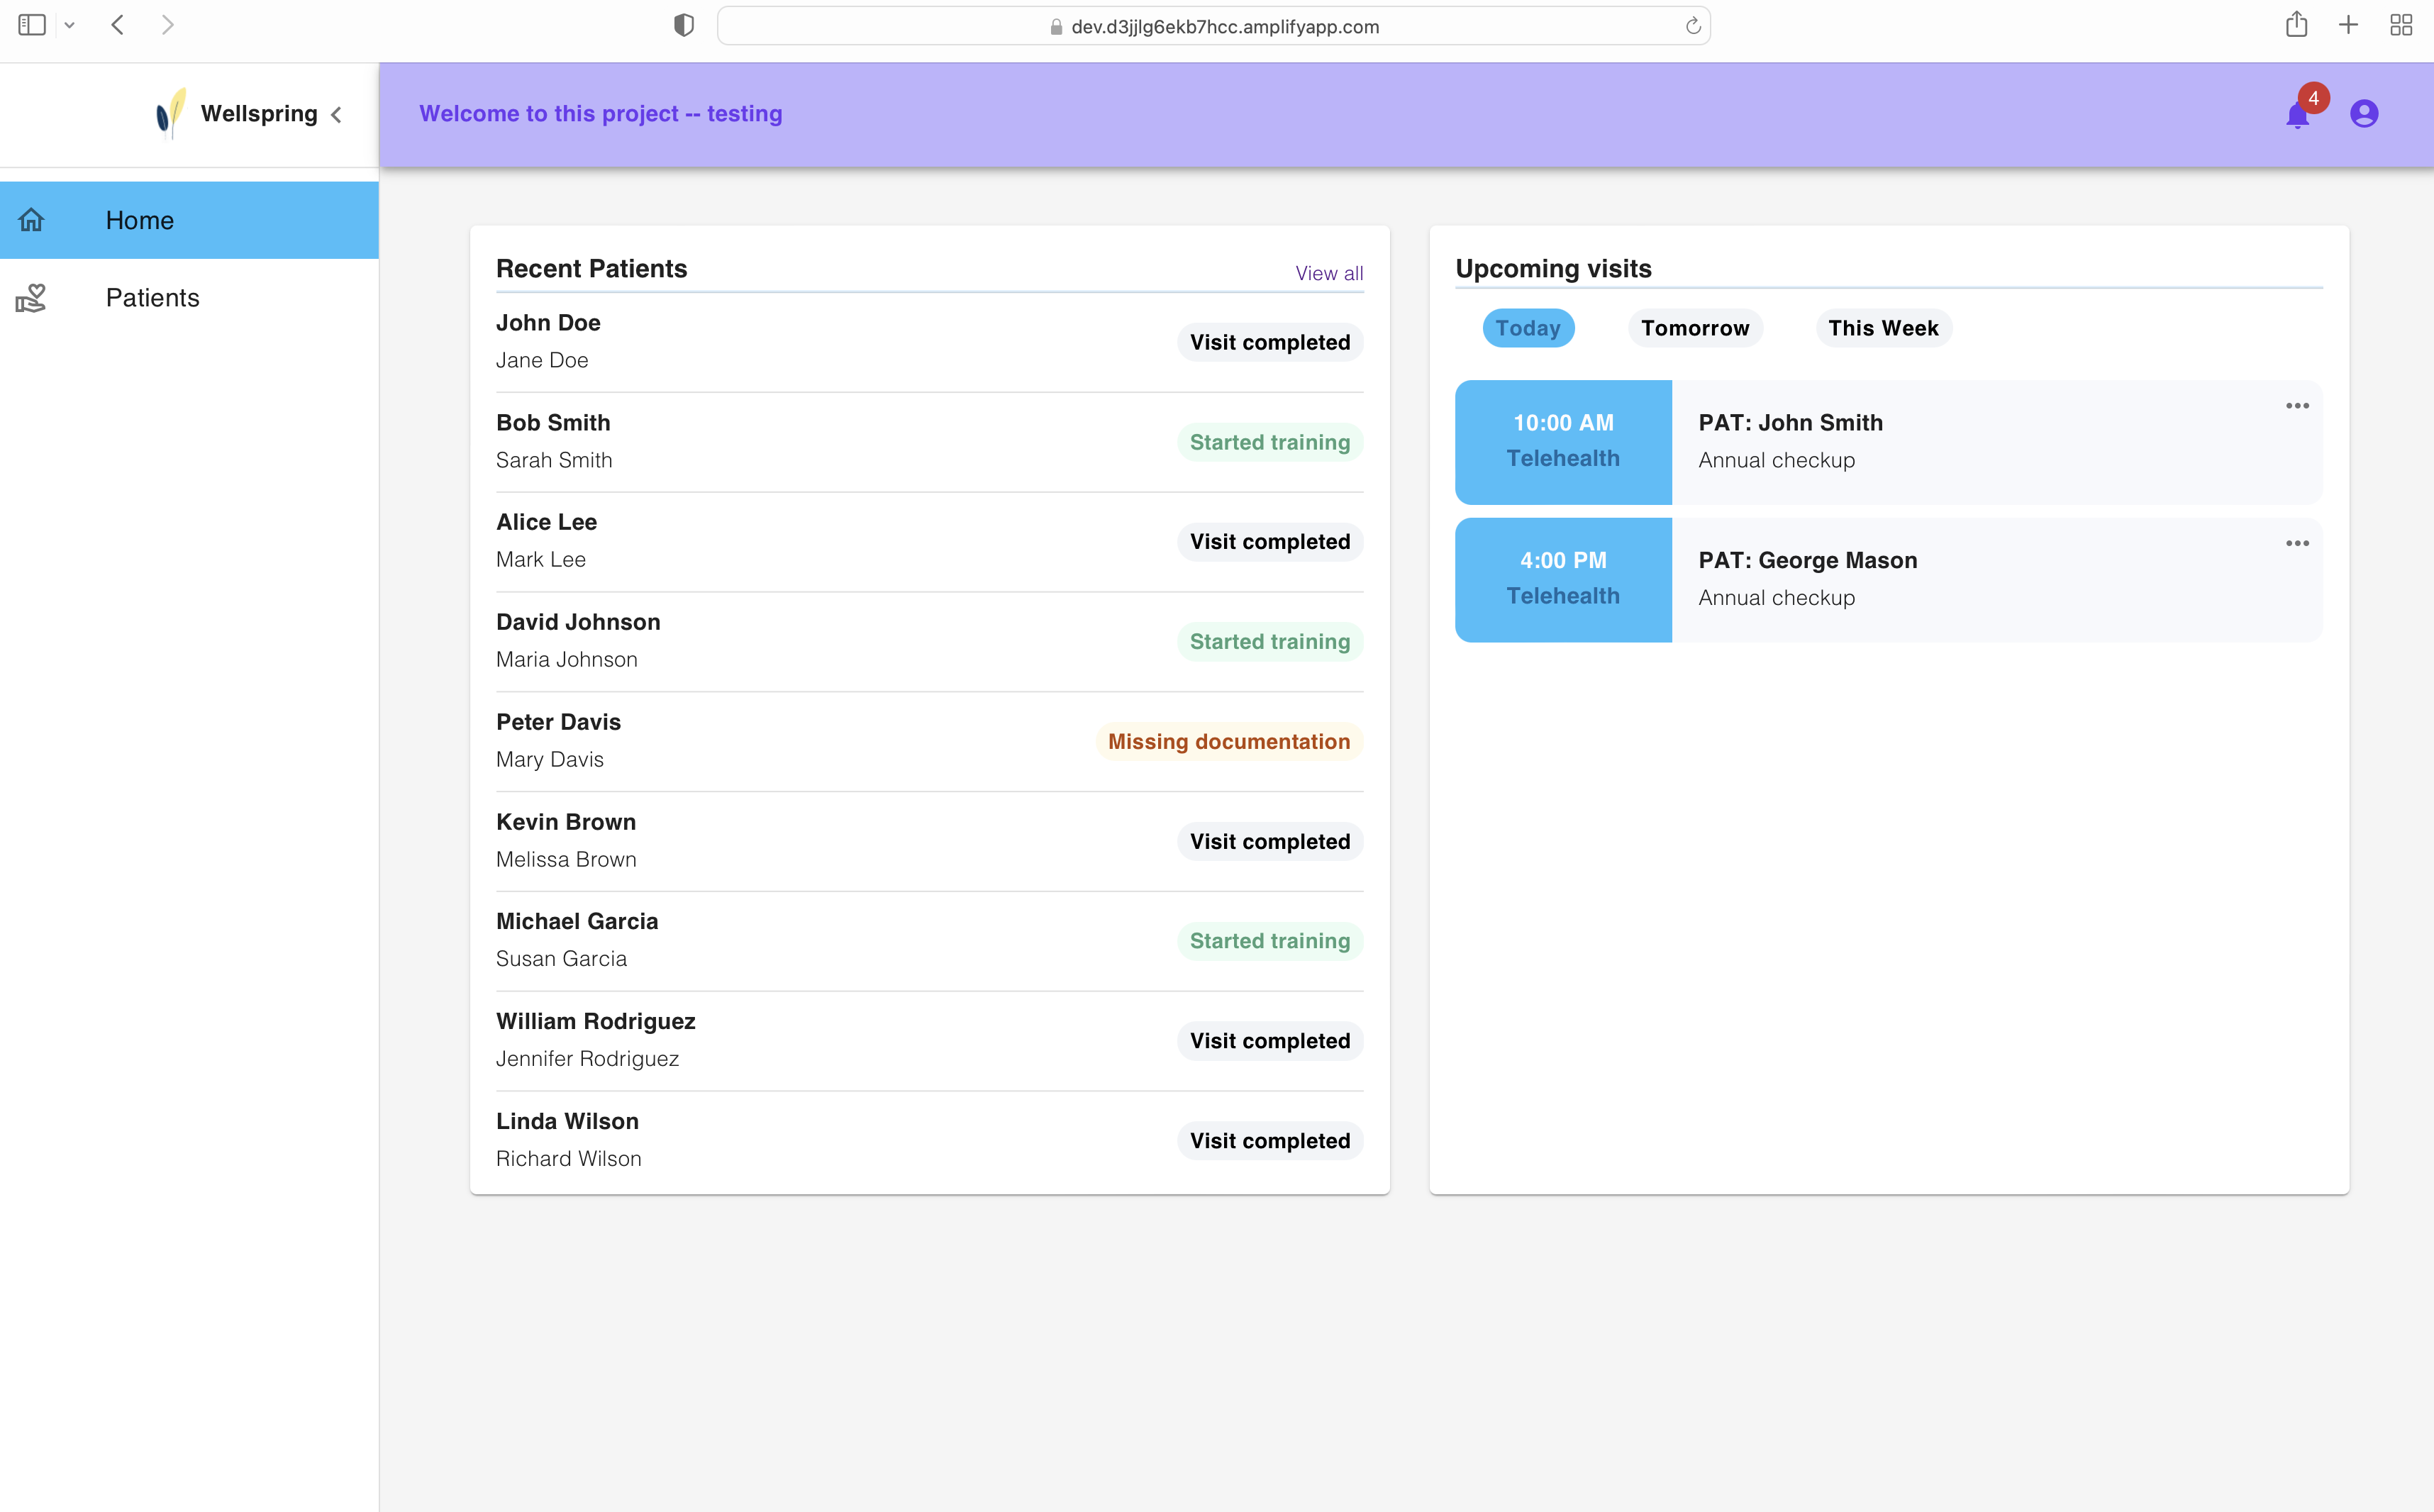 dev.d3jjlg6ekb7hcc.amplifyapp.com
Wellspring
Welcome to this project -- testing
4
Home
Patients
Recent Patients
View all
John Doe
Jane Doe
Visit completed
Bob Smith
Sarah Smith
Started training
Alice Lee
Mark Lee
Visit completed
David Johnson
Maria Johnson
Started training
Peter Davis
Mary Davis
Missing documentation
Kevin Brown
Melissa Brown
Visit completed
Michael Garcia
Susan Garcia
Started training
William Rodriguez
Jennifer Rodriguez
Visit completed
Linda Wilson
Richard Wilson
Visit completed
Upcoming visits
Today
Tomorrow
This Week
10:00 AM
Telehealth
PAT: John Smith
Annual checkup
4:00 PM
Telehealth
PAT: George Mason
Annual checkup